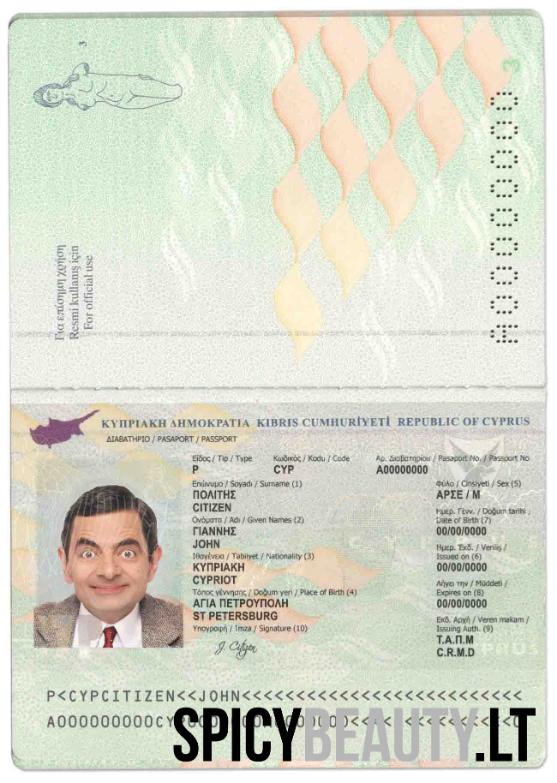 3
A00000000 3
Για επίσημη χρήση
Resmi kullanış için
For official use
ΚΥΠΡΙΑΚΗ ΔΗΜΟΚΡΑΤΙΑ KIBRIS CUMHURİYETİ REPUBLIC OF CYPRUS
ΔΙΑΒΑΤΗΡΙΟ / PASAPORT / PASSPORT
Είδος / Tip / Type Κωδικός / Kodu / Code Αρ. Διαβατηρίου / Pasaport No. / Passport No
P CYP A00000000
Επώνυμο / Soyadı / Surname (1) Φύλο / Cinsiyeti / Sex (5)
ΠΟΛΙΤΗΣ ΑΡΣΕ / M
CITIZEN
Ονόματα / Adı / Given Names (2) Ημερ. Γενν. / Doğum tarihi
Date of Birth (7)
ΓΙΑΝΝΗΣ 00/00/0000
JOHN
Ιθαγένεια / Tabiiyet / Nationality (3) Ημερ. Έκδ. / Veriliş /
Issued on (6)
ΚΥΠΡΙΑΚΗ 00/00/0000
CYPRIOT
Τόπος γέννησης / Doğum yeri / Place of Birth (4) Λήγει την / Müddeti /
Expires on (8)
ΑΓΙΑ ΠΕΤΡΟΥΠΟΛΗ 00/00/0000
ST PETERSBURG
Υπογραφή / İmza / Signature (10) Εκδ. Αρχή / Veren makam /
Issuing Auth. (9)
J. Citizen Τ.Α.Π.Μ
C.R.M.D
P<CYPCITIZEN<<JOHN<<<<<<<<<<<<<<<<<<<<<<<<<<
SPICYBEAUTY.LT